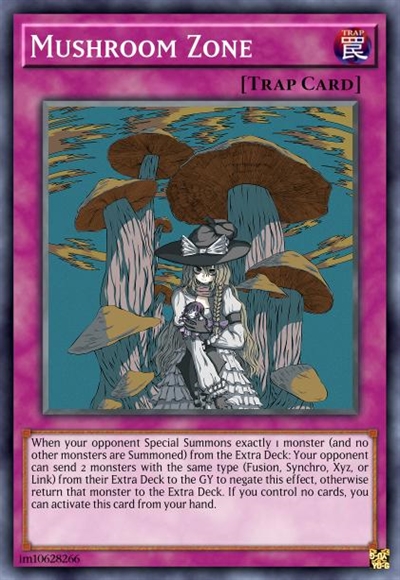 Mushroom Zone
TRAP
罠
[Trap Card]
When your opponent Special Summons exactly 1 monster (and no
other monsters are Summoned) from the Extra Deck: Your opponent
can send 2 monsters with the same type (Fusion, Synchro, Xyz, or
Link) from their Extra Deck to the GY to negate this effect, otherwise
return that monster to the Extra Deck. If you control no cards, you
can activate this card from your hand.
im10628266